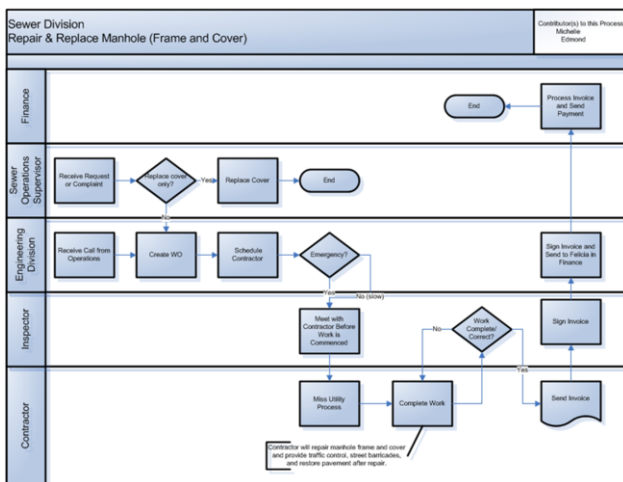 Sewer Division
Repair & Replace Manhole (Frame and Cover)
Contributor(s) to this Process
Michelle
Edmond
Finance
End
Process Invoice
and Send
Payment
Sewer
Operations
Supervisor
Receive Request
or Complaint
Replace cover
only?
Yes
Replace Cover
End
No
Engineering
Division
Receive Call from
Operations
Create WO
Schedule
Contractor
Emergency?
Sign Invoice and
Send to Felicia in
Finance
Yes
No (slow)
Inspector
Meet with
Contractor Before
Work is
Commenced
No
Work
Complete/
Correct?
Sign Invoice
Yes
Contractor
Miss Utility
Process
Complete Work
Send Invoice
Contractor will repair manhole frame and cover
and provide traffic control, street barricades,
and restore pavement after repair.